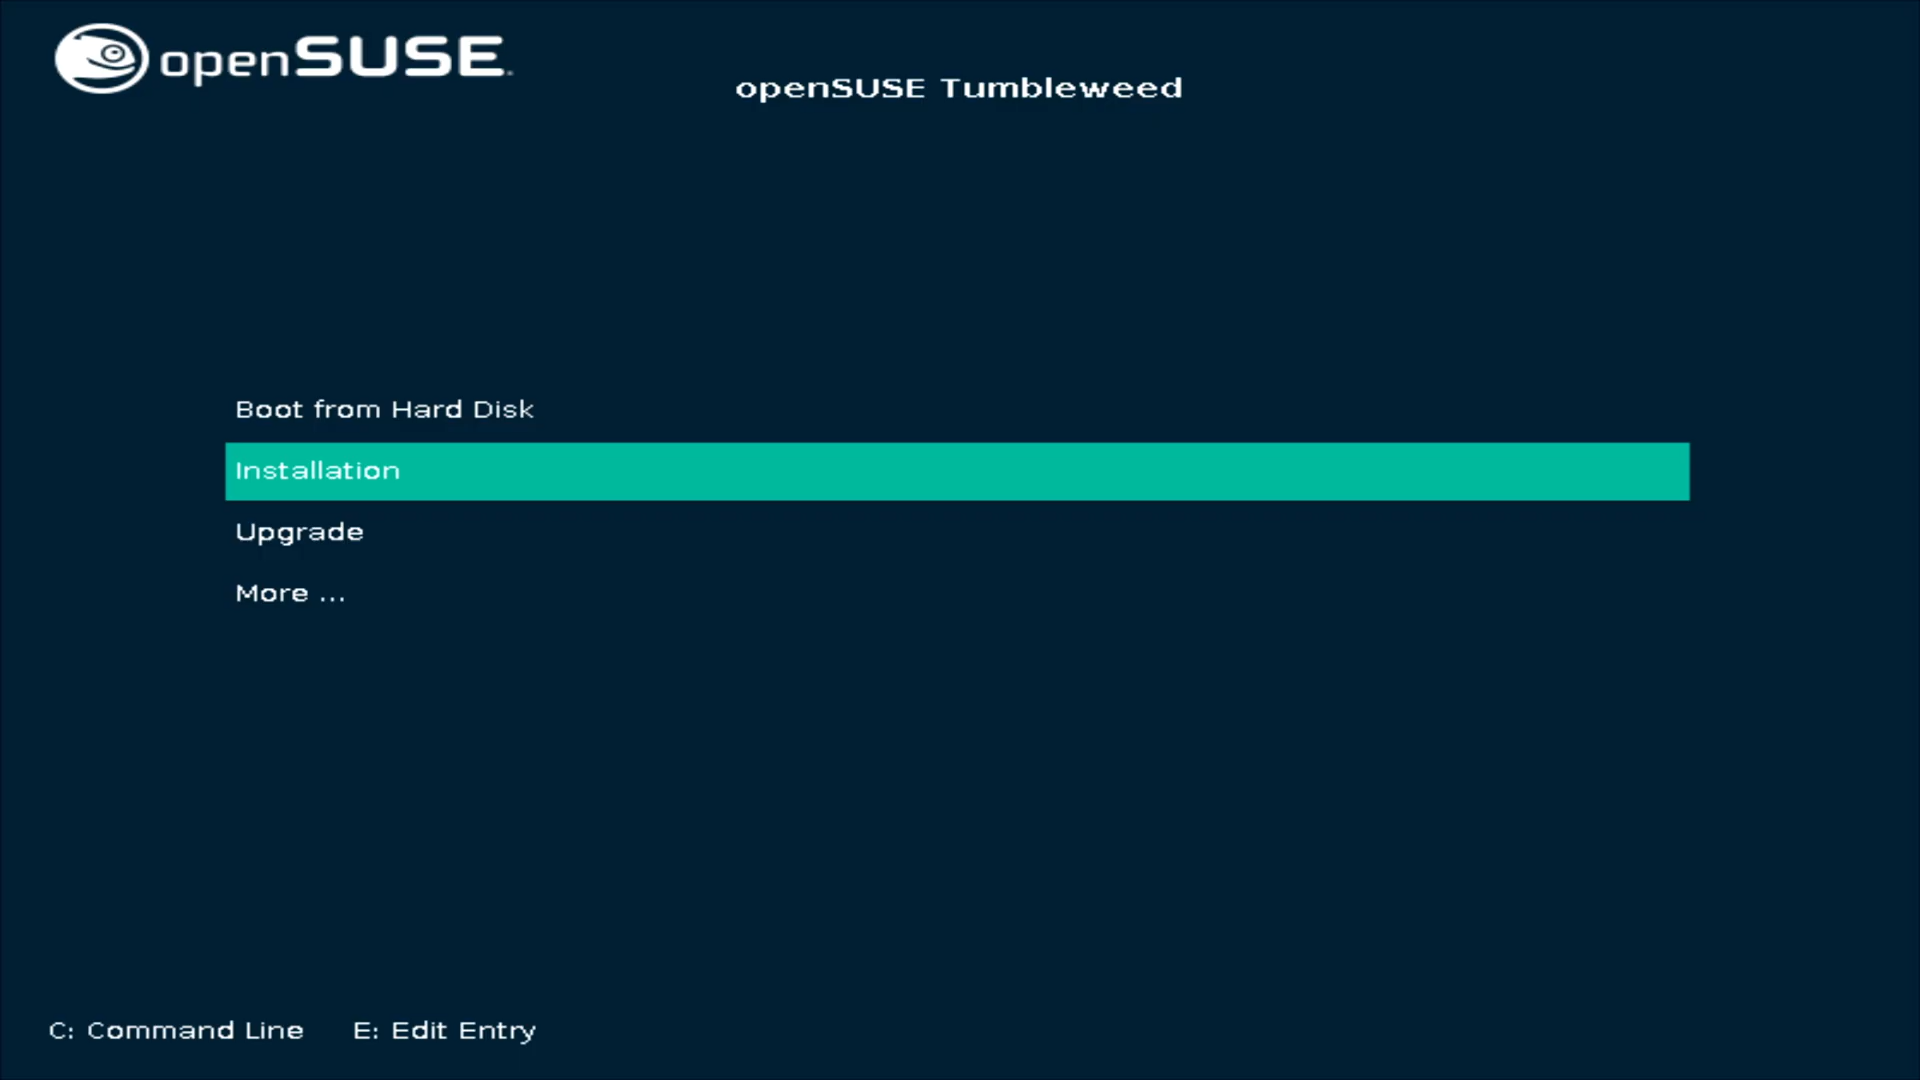 openSUSE
openSUSE Tumbleweed
Boot from Hard Disk
Installation
Upgrade
More ...
C: Command Line E: Edit Entry